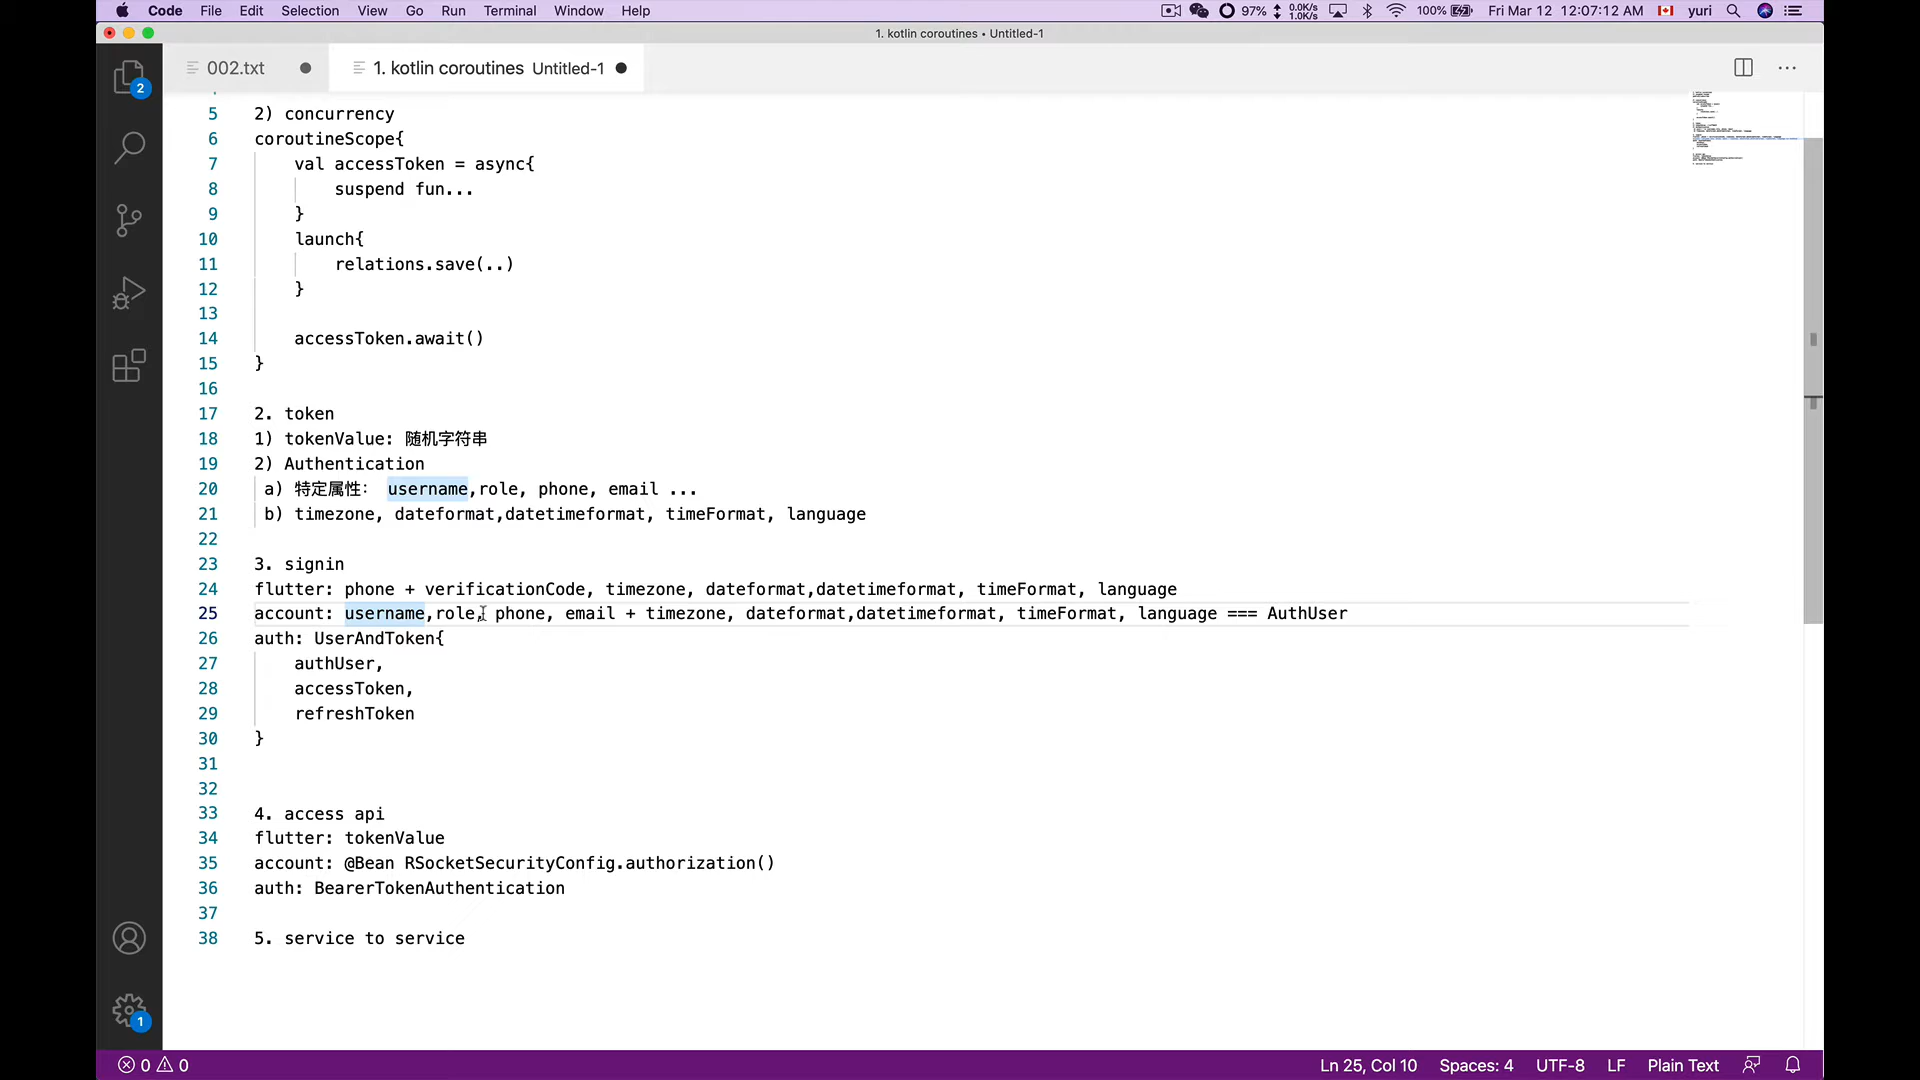 Code File Edit Selection View Go Run Terminal Window Help 97% 0.0K/s 1.0K/s 100% Fri Mar 12 12:07:12 AM yuri
1. kotlin coroutines • Untitled-1
002.txt 1. kotlin coroutines Untitled-1
2
5 2) concurrency
6 coroutineScope{
7 val accessToken = async{
8 suspend fun...
9 }
10 launch{
11 relations.save(..)
12 }
13
14 accessToken.await()
15 }
16
17 2. token
18 1) tokenValue: 随机字符串
19 2) Authentication
20 a) 特定属性: username,role, phone, email ...
21 b) timezone, dateformat,datetimeformat, timeFormat, language
22
23 3. signin
24 flutter: phone + verificationCode, timezone, dateformat,datetimeformat, timeFormat, language
25 account: username,role, phone, email + timezone, dateformat,datetimeformat, timeFormat, language === AuthUser
26 auth: UserAndToken{
27 authUser,
28 accessToken,
29 refreshToken
30 }
31
32
33 4. access api
34 flutter: tokenValue
35 account: @Bean RSocketSecurityConfig.authorization()
36 auth: BearerTokenAuthentication
37
38 5. service to service
1
0 0 Ln 25, Col 10 Spaces: 4 UTF-8 LF Plain Text